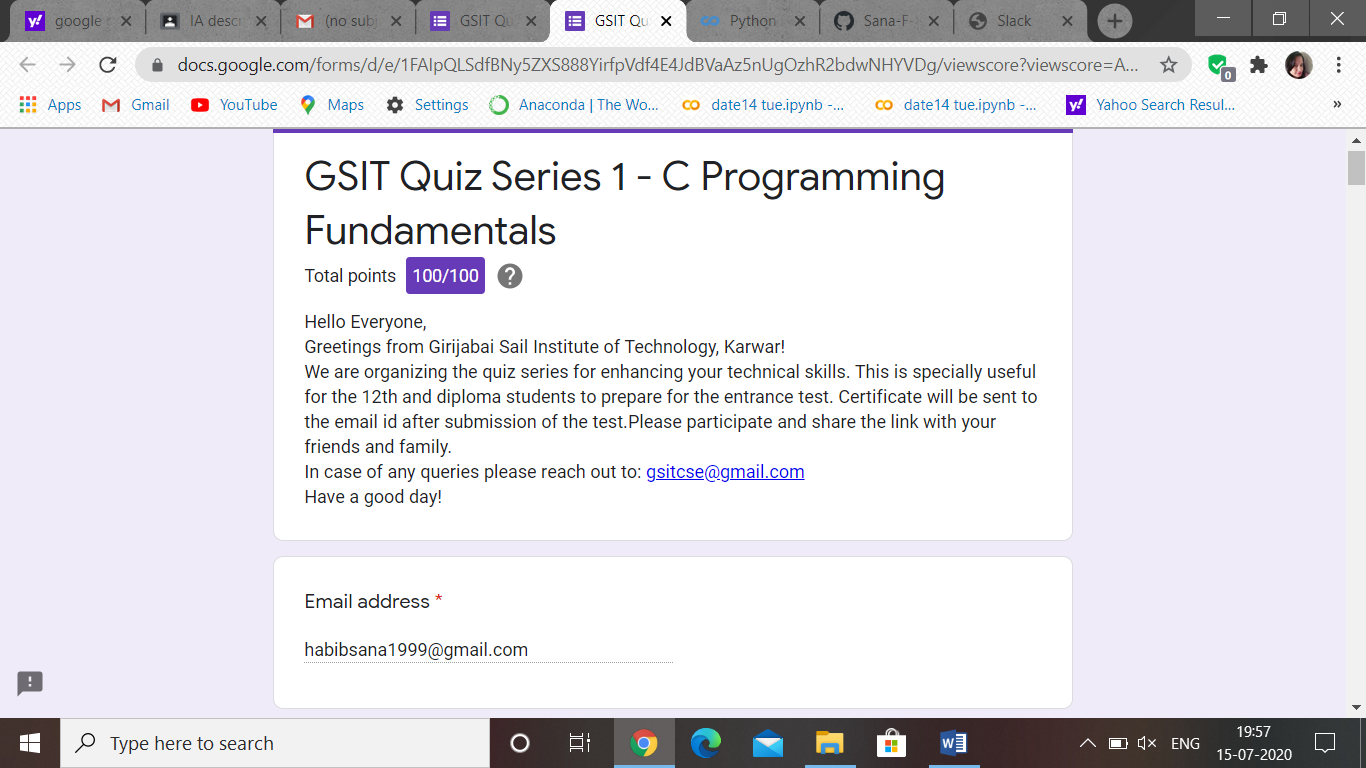 google r
IA descr
(no subj
GSIT Qu
GSIT Qu
Python
Sana-F-
Slack
docs.google.com/forms/d/e/1FAIpQLSdfBNy5ZXS888YirfpVdf4E4JdBVaAz5nUgOzhR2bdwNHYVDg/viewscore?viewscore=A...
0
Apps
Gmail
YouTube
Maps
Settings
Anaconda | The Wo...
date14 tue.ipynb -...
date14 tue.ipynb -...
Yahoo Search Resul...
»
GSIT Quiz Series 1 - C Programming
Fundamentals
Total points 100/100
Hello Everyone,
Greetings from Girijabai Sail Institute of Technology, Karwar!
We are organizing the quiz series for enhancing your technical skills. This is specially useful
for the 12th and diploma students to prepare for the entrance test. Certificate will be sent to
the email id after submission of the test.Please participate and share the link with your
friends and family.
In case of any queries please reach out to: gsitcse@gmail.com
Have a good day!
Email address *
habibsana1999@gmail.com
Type here to search
ENG
19:57
15-07-2020